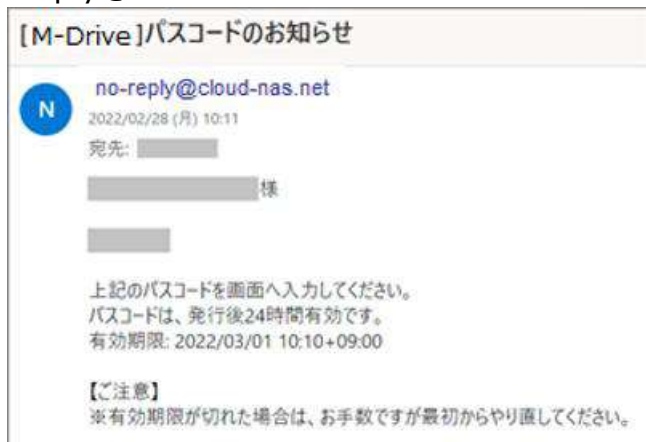 [M-Drive]パスコードのお知らせ
N
no-reply@cloud-nas.net
2022/02/28 (月) 10:11
宛先:
様
上記のパスコードを画面へ入力してください。
パスコードは、発行後24時間有効です。
有効期限: 2022/03/01 10:10+09:00
【ご注意】
※有効期限が切れた場合は、お手数ですが最初からやり直してください。